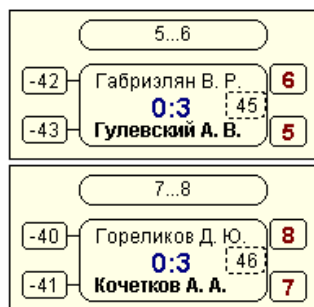 5...6
-42 Габриэлян В. Р. 6
0:3 45
-43 Гулевский А. В. 5
7...8
-40 Гореликов Д. Ю. 8
0:3 46
-41 Кочетков А. А. 7